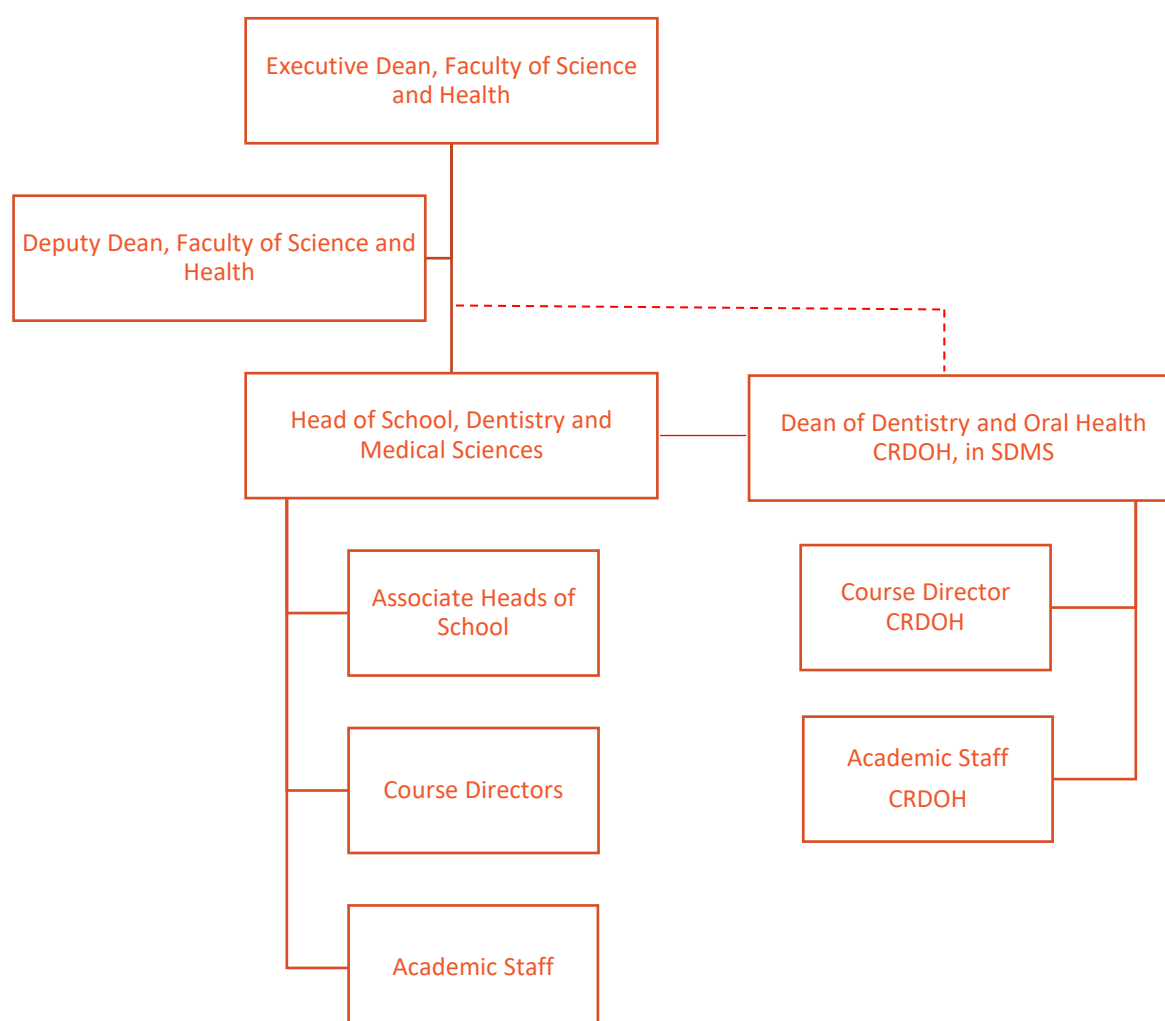 Executive Dean, Faculty of Science
and Health
Deputy Dean, Faculty of Science and
Health
Head of School, Dentistry and
Medical Sciences
Dean of Dentistry and Oral Health
CRDOH, in SDMS
Associate Heads of
School
Course Directors
Academic Staff
Course Director
CRDOH
Academic Staff
CRDOH